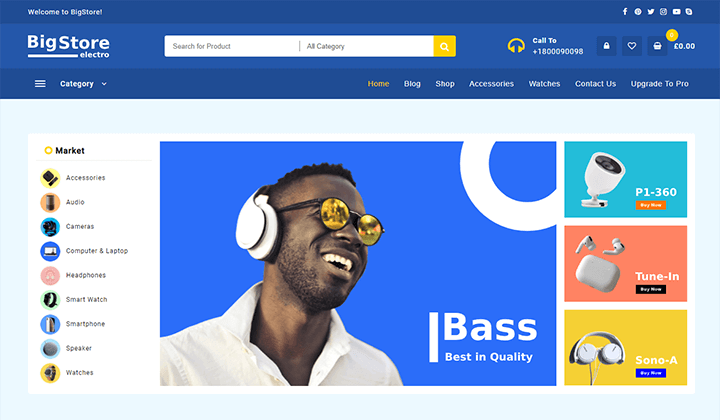 Welcome to BigStore!
BigStore
electro
Search for Product
All Category
Call To
+1800090098
0
£0.00
Category
Home
Blog
Shop
Accessories
Watches
Contact Us
Upgrade To Pro
Market
Accessories
Audio
Cameras
Computer & Laptop
Headphones
Smart Watch
Smartphone
Speaker
Watches
Bass
Best in Quality
P1-360
Buy Now
Tune-In
Buy Now
Sono-A
Buy Now